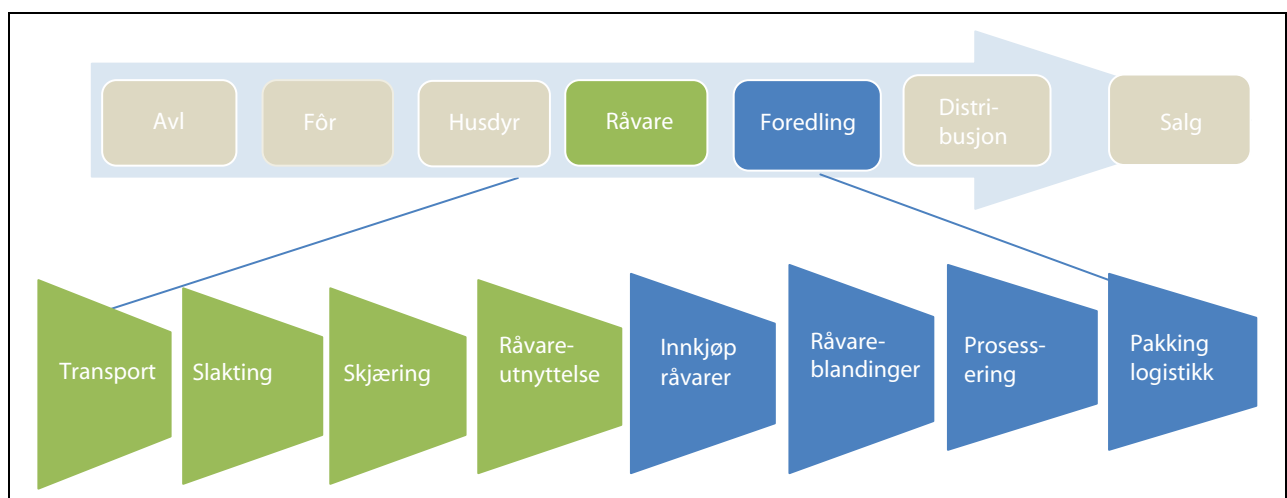 Avl
Fôr
Husdyr
Råvare
Foredling
Distri-
busjon
Salg
Transport
Slakting
Skjæring
Råvare-
utnyttelse
Innkjøp
råvarer
Råvare-
blandinger
Prosess-
ering
Pakking
logistikk